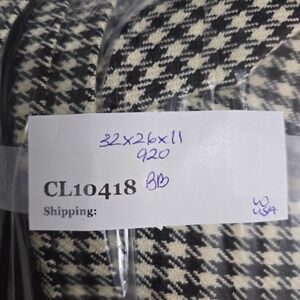 32x26x11
920
CL10418 BB
Shipping:
W
USA